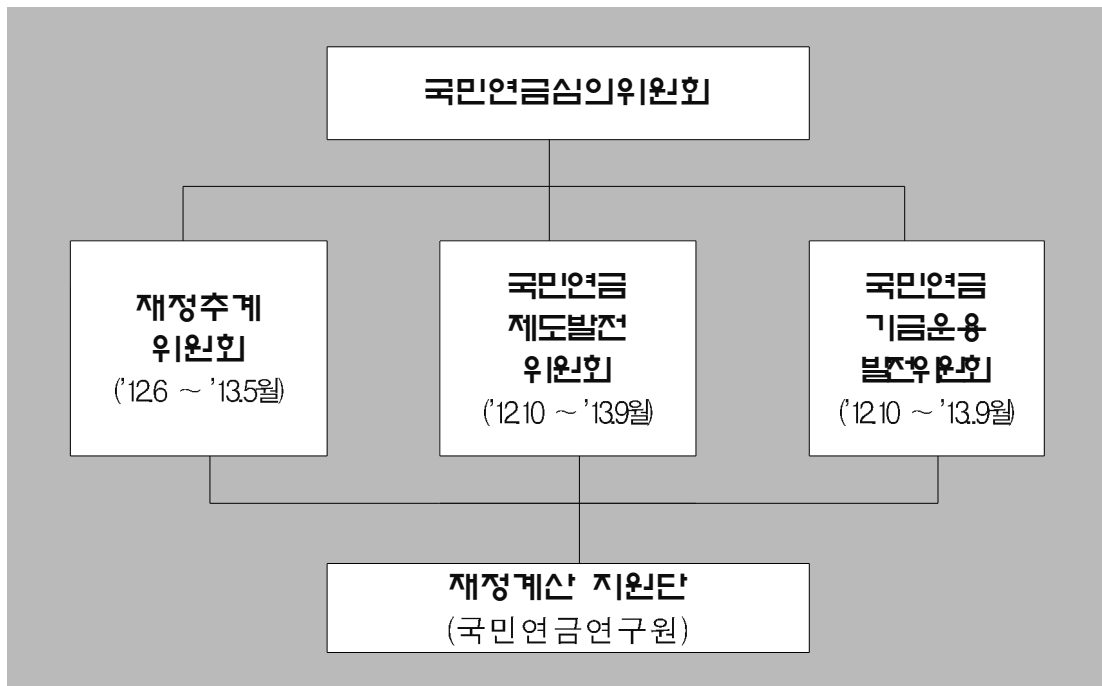 국민연금심의위원회
재정추계
위원회
('12.6 ~ '13.5월)
국민연금
제도발전
위원회
('12.10 ~ '13.9월)
국민연금
기금운용
발전위원회
('12.10 ~ '13.9월)
재정계산 지원단
(국민연금연구원)